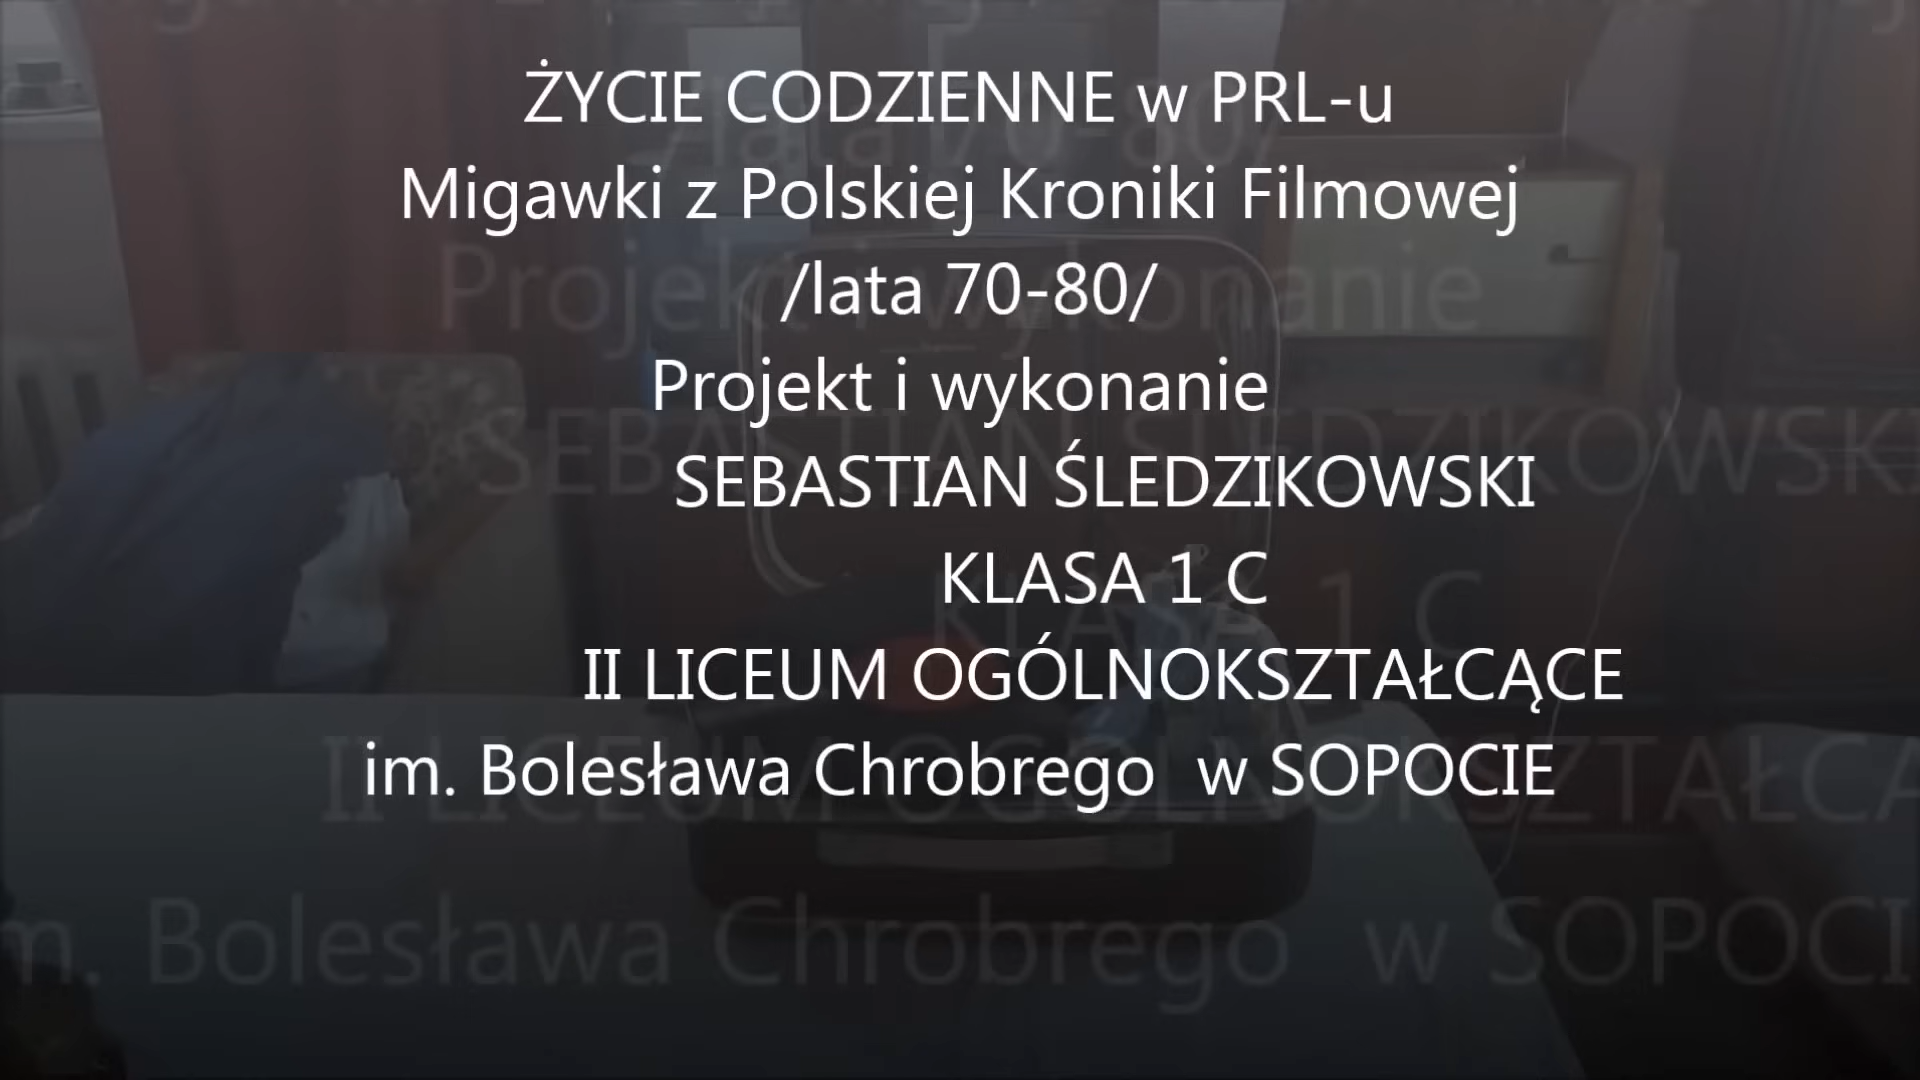 ŻYCIE CODZIENNE w PRL-u
Migawki z Polskiej Kroniki Filmowej
/lata 70-80/
Projekt i wykonanie
SEBASTIAN ŚLEDZIKOWSKI
KLASA 1 C
II LICEUM OGÓLNOKSZTAŁCĄCE
im. Bolesława Chrobrego w SOPOCIE